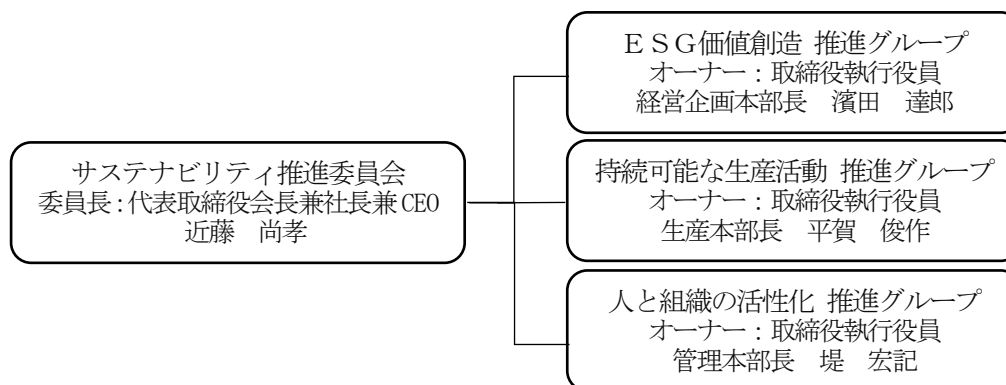 サステナビリティ推進委員会
委員長：代表取締役会長兼社長兼 CEO
近藤　尚孝
ＥＳＧ価値創造 推進グループ
オーナー：取締役執行役員
経営企画本部長　濱田　達郎
持続可能な生産活動 推進グループ
オーナー：取締役執行役員
生産本部長　平賀　俊作
人と組織の活性化 推進グループ
オーナー：取締役執行役員
管理本部長　堤　宏記